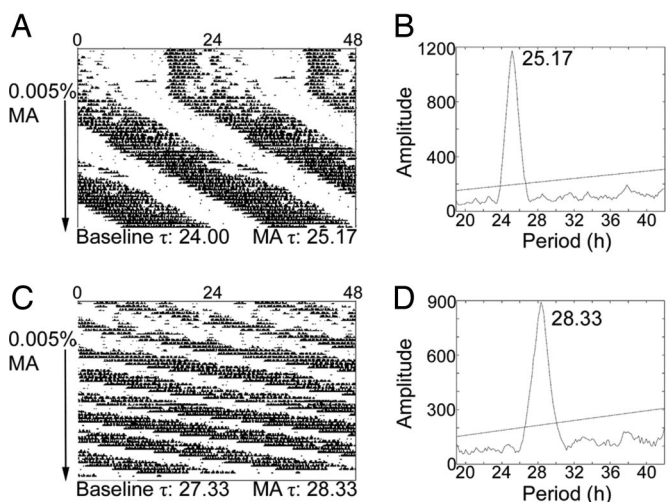 A
0 24 48
0.005%
MA
Baseline τ: 24.00 MA τ: 25.17
B
1200
800
400
0
Amplitude
25.17
20 24 28 32 36 40
Period (h)
C
0 24 48
0.005%
MA
Baseline τ: 27.33 MA τ: 28.33
D
900
600
300
0
Amplitude
28.33
20 24 28 32 36 40
Period (h)